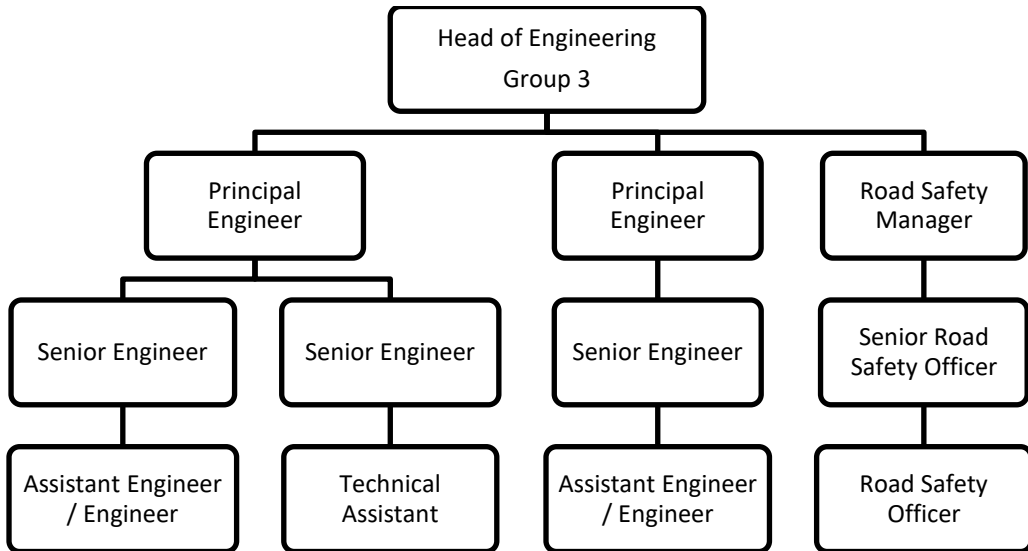 Head of Engineering
Group 3
Principal
Engineer
Principal
Engineer
Road Safety
Manager
Senior Engineer
Senior Engineer
Senior Engineer
Senior Road
Safety Officer
Assistant Engineer
/ Engineer
Technical
Assistant
Assistant Engineer
/ Engineer
Road Safety
Officer